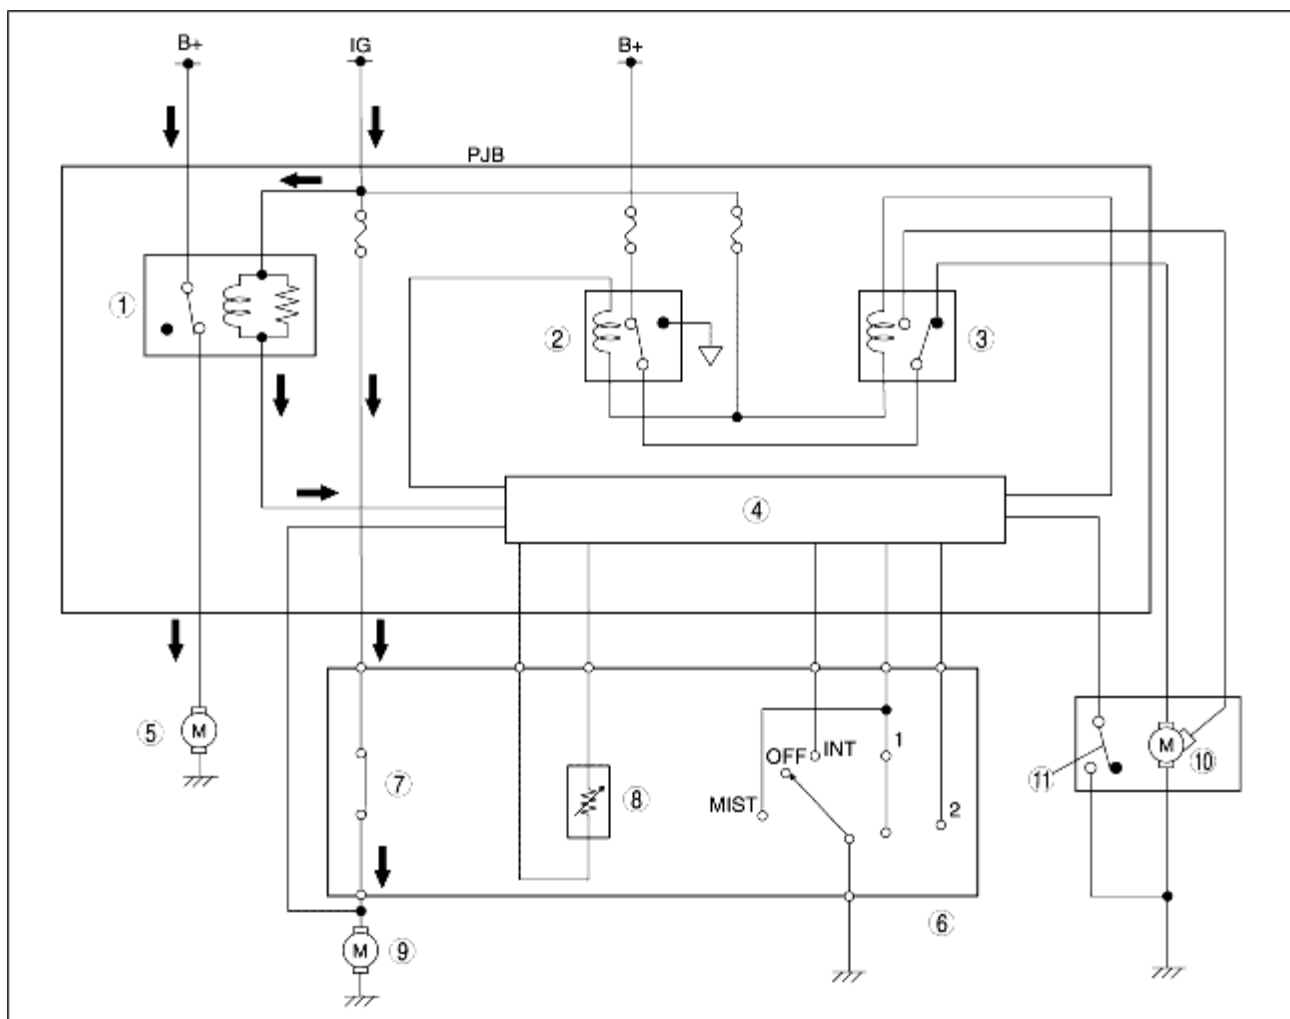 B+ IG B+
PJB
①
② ③
④
⑤ M
⑦
⑧
MIST OFF INT 1 2
⑥
M ⑨
M ⑩
⑪